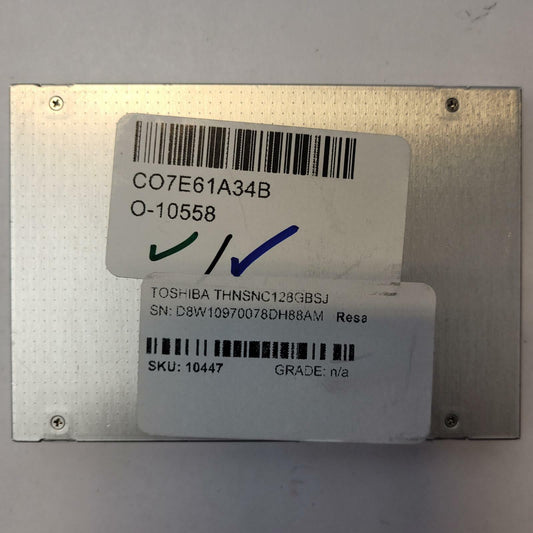 CO7E61A34B
O-10558
TOSHIBA THNSNC128GBSJ
SN: D8W10970078DH88AM Resa
SKU: 10447 GRADE: n/a